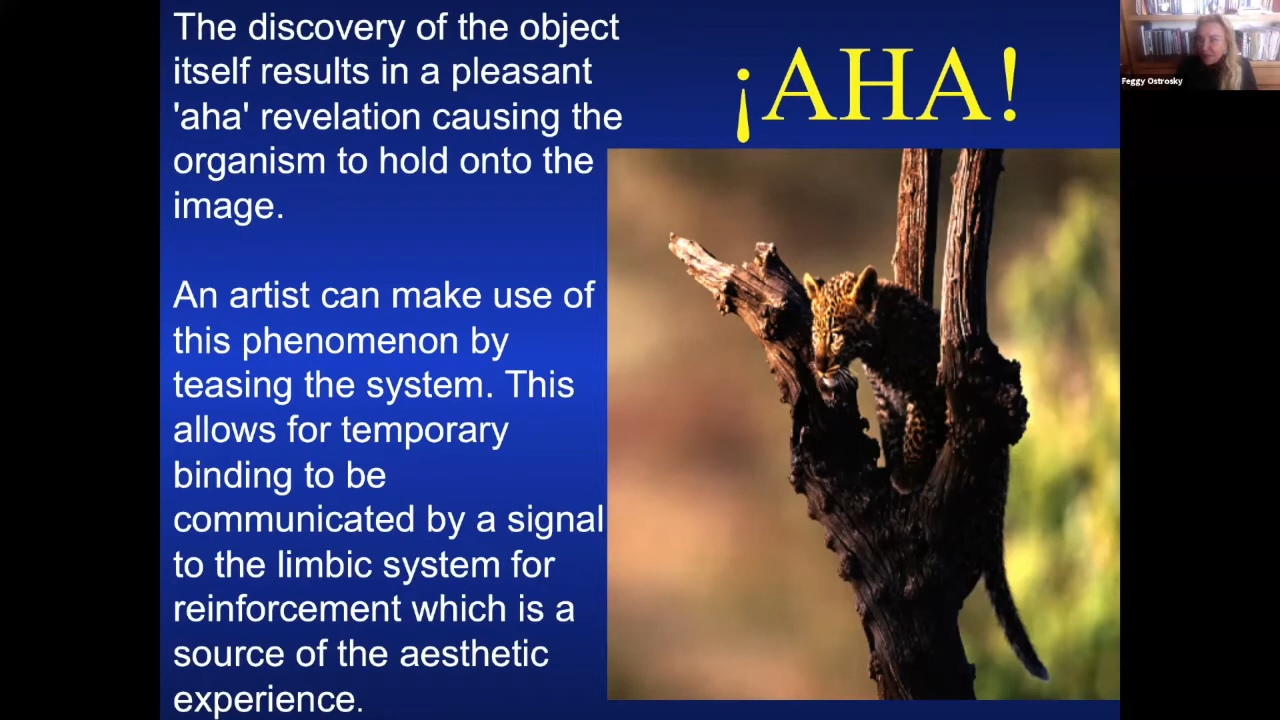 The discovery of the object
itself results in a pleasant
'aha' revelation causing the
organism to hold onto the
image.
An artist can make use of
this phenomenon by
teasing the system. This
allows for temporary
binding to be
communicated by a signal
to the limbic system for
reinforcement which is a
source of the aesthetic
experience.
¡AHA!
Feggy Ostrosky